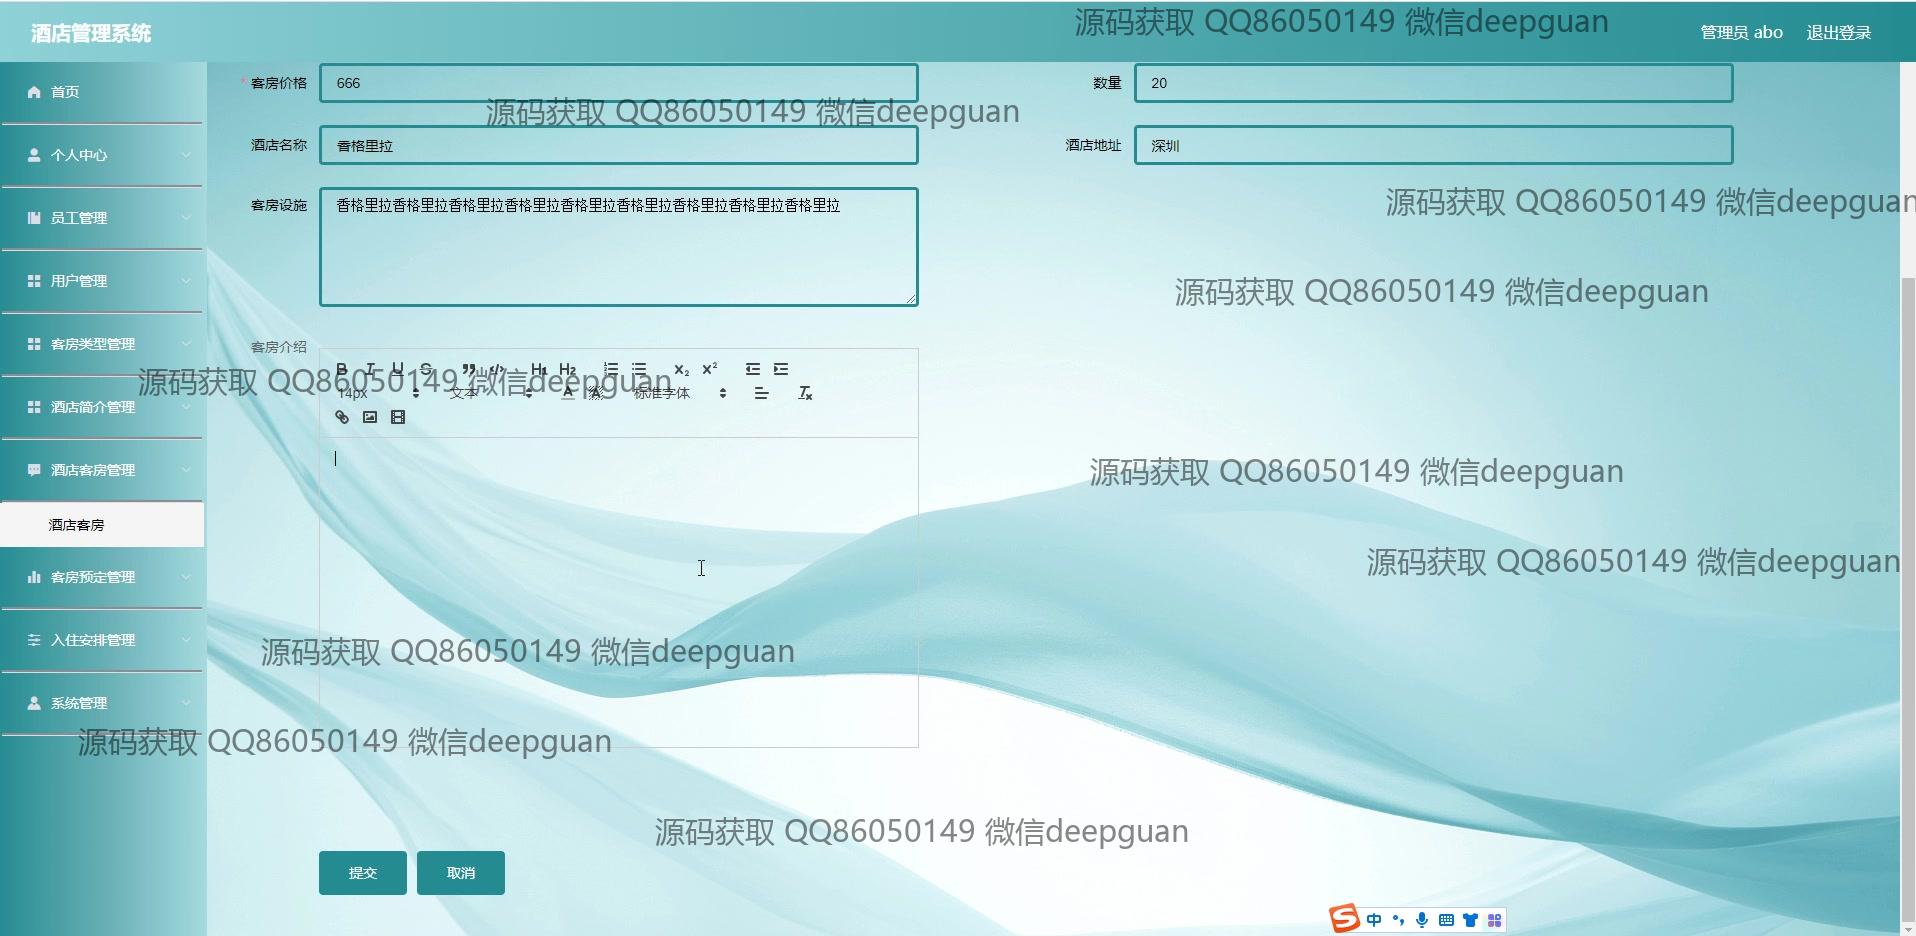 酒店管理系统
源码获取 QQ86050149 微信deepguan
管理员 abo 退出登录
首页
* 客房价格 666
数量 20
源码获取 QQ86050149 微信deepguan
个人中心
酒店名称 香格里拉
酒店地址 深圳
员工管理
客房设施 香格里拉香格里拉香格里拉香格里拉香格里拉香格里拉香格里拉香格里拉香格里拉
源码获取 QQ86050149 微信deepguan
用户管理
源码获取 QQ86050149 微信deepguan
客房类型管理
客房介绍
B I U S ” </> H1 H2 x₂ x²
源码获取 QQ86050149 微信deepguan
14px 文本 A 标准字体
酒店简介管理
酒店客房管理
源码获取 QQ86050149 微信deepguan
酒店客房
源码获取 QQ86050149 微信deepguan
客房预定管理
入住安排管理
源码获取 QQ86050149 微信deepguan
系统管理
源码获取 QQ86050149 微信deepguan
源码获取 QQ86050149 微信deepguan
提交 取消
S 中